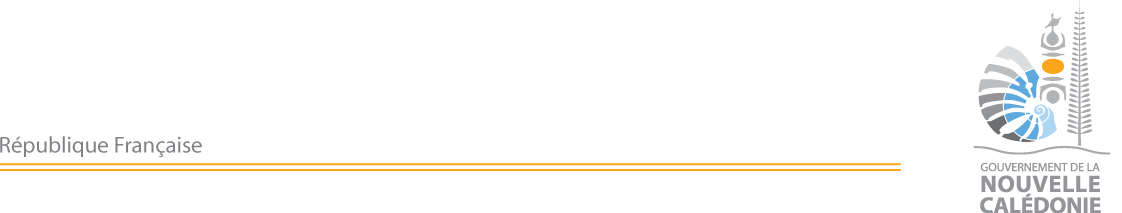 République Française
GOUVERNEMENT DE LA
NOUVELLE
CALÉDONIE